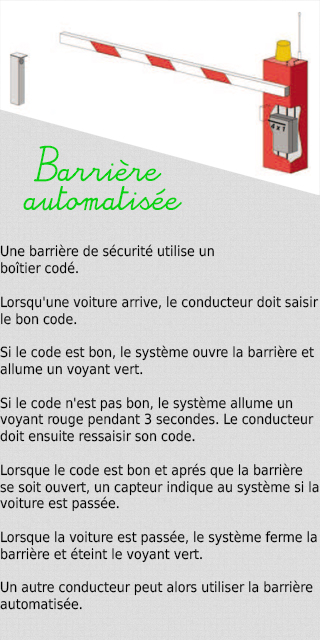 Barrière
automatisée
Une barrière de sécurité utilise un
boîtier codé.
Lorsqu'une voiture arrive, le conducteur doit saisir
le bon code.
Si le code est bon, le système ouvre la barrière et
allume un voyant vert.
Si le code n'est pas bon, le système allume un
voyant rouge pendant 3 secondes. Le conducteur
doit ensuite ressaisir son code.
Lorsque le code est bon et aprés que la barrière
se soit ouvert, un capteur indique au système si la
voiture est passée.
Lorsque la voiture est passée, le système ferme la
barrière et éteint le voyant vert.
Un autre conducteur peut alors utiliser la barrière
automatisée.